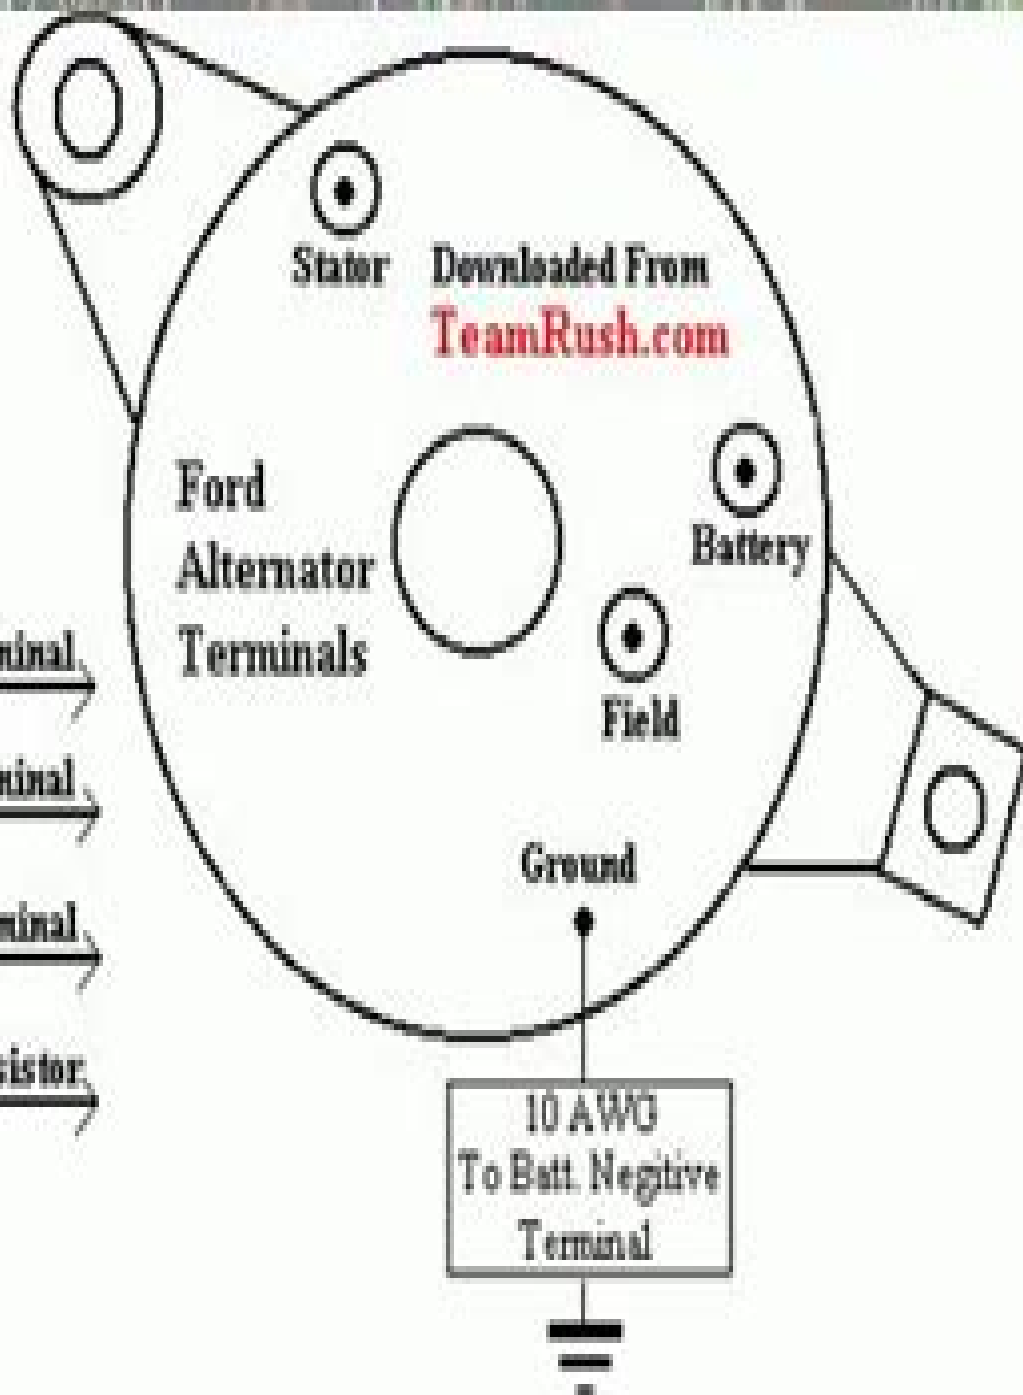 Stator
Downloaded From
TeamRush.com
Ford
Alternator
Terminals
Battery
Field
Ground
10 AWG
To Batt. Negitive
Terminal